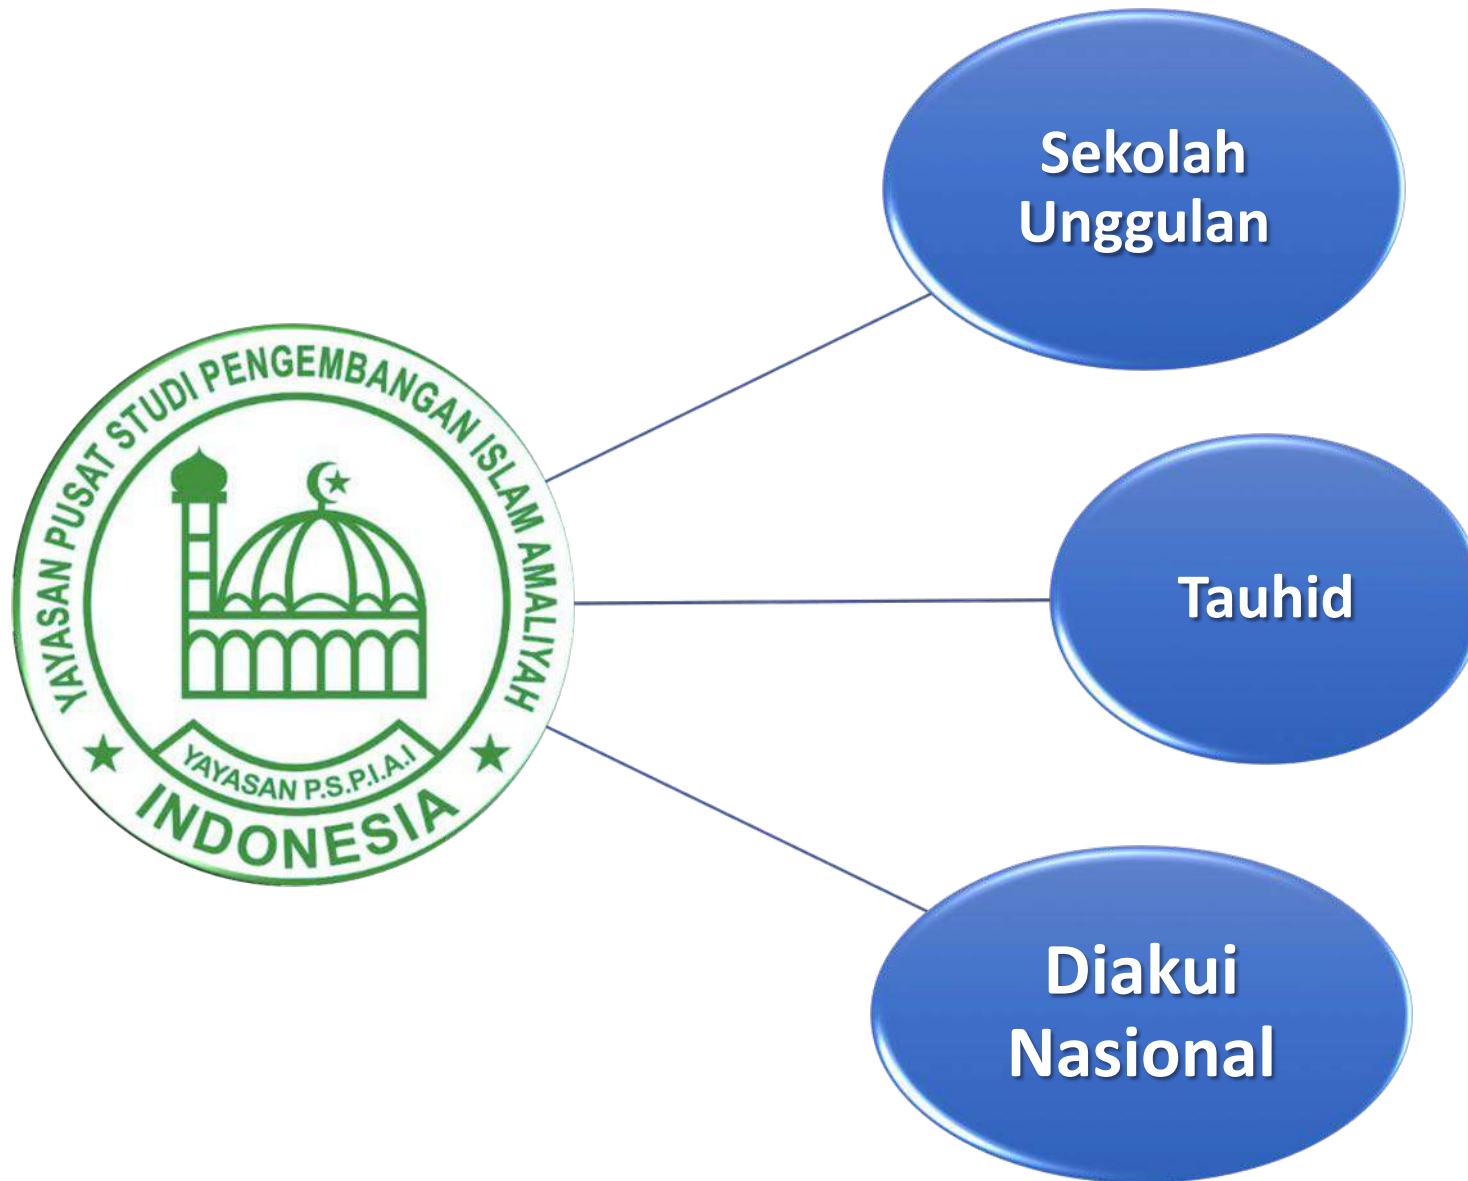 YAYASAN PUSAT STUDI PENGEMBANGAN ISLAM AMALIYAH
YAYASAN P.S.P.I.A.I
INDONESIA
Sekolah
Unggulan
Tauhid
Diakui
Nasional